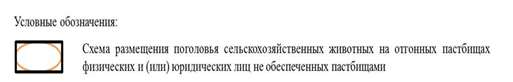 Условные обозначения:
Схема размещения поголовья сельскохозяйственных животных на отгонных пастбищах
физических и (или) юридических лиц не обеспеченных пастбищами